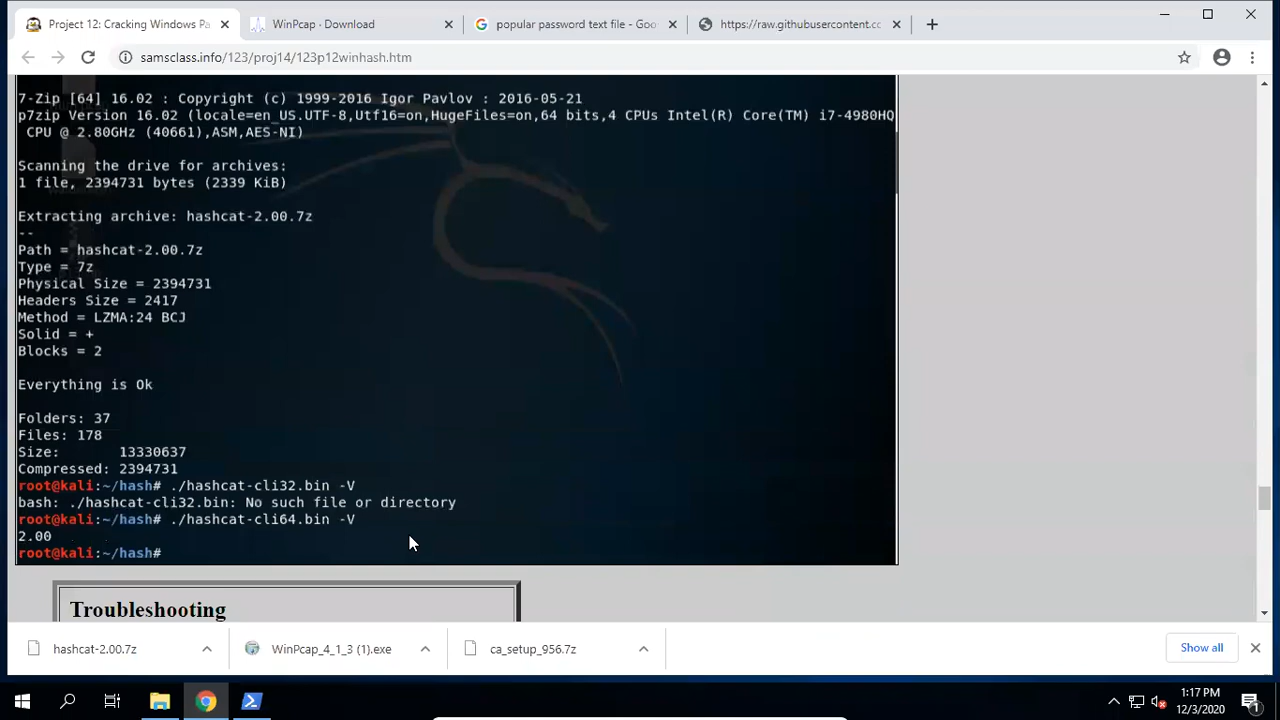 Project 12: Cracking Windows Pa
WinPcap · Download
popular password text file - Goo
https://raw.githubusercontent.cc
samsclass.info/123/proj14/123p12winhash.htm
7-Zip [64] 16.02 : Copyright (c) 1999-2016 Igor Pavlov : 2016-05-21
p7zip Version 16.02 (locale=en_US.UTF-8,Utf16=on,HugeFiles=on,64 bits,4 CPUs Intel(R) Core(TM) i7-4980HQ
CPU @ 2.80GHz (40661),ASM,AES-NI)
Scanning the drive for archives:
1 file, 2394731 bytes (2339 KiB)
Extracting archive: hashcat-2.00.7z
--
Path = hashcat-2.00.7z
Type = 7z
Physical Size = 2394731
Headers Size = 2417
Method = LZMA:24 BCJ
Solid = +
Blocks = 2
Everything is Ok
Folders: 37
Files: 178
Size:       13330637
Compressed: 2394731
root@kali:~/hash# ./hashcat-cli32.bin -V
bash: ./hashcat-cli32.bin: No such file or directory
root@kali:~/hash# ./hashcat-cli64.bin -V
2.00
root@kali:~/hash#
Troubleshooting
hashcat-2.00.7z
WinPcap_4_1_3 (1).exe
ca_setup_956.7z
Show all
1:17 PM
12/3/2020
1